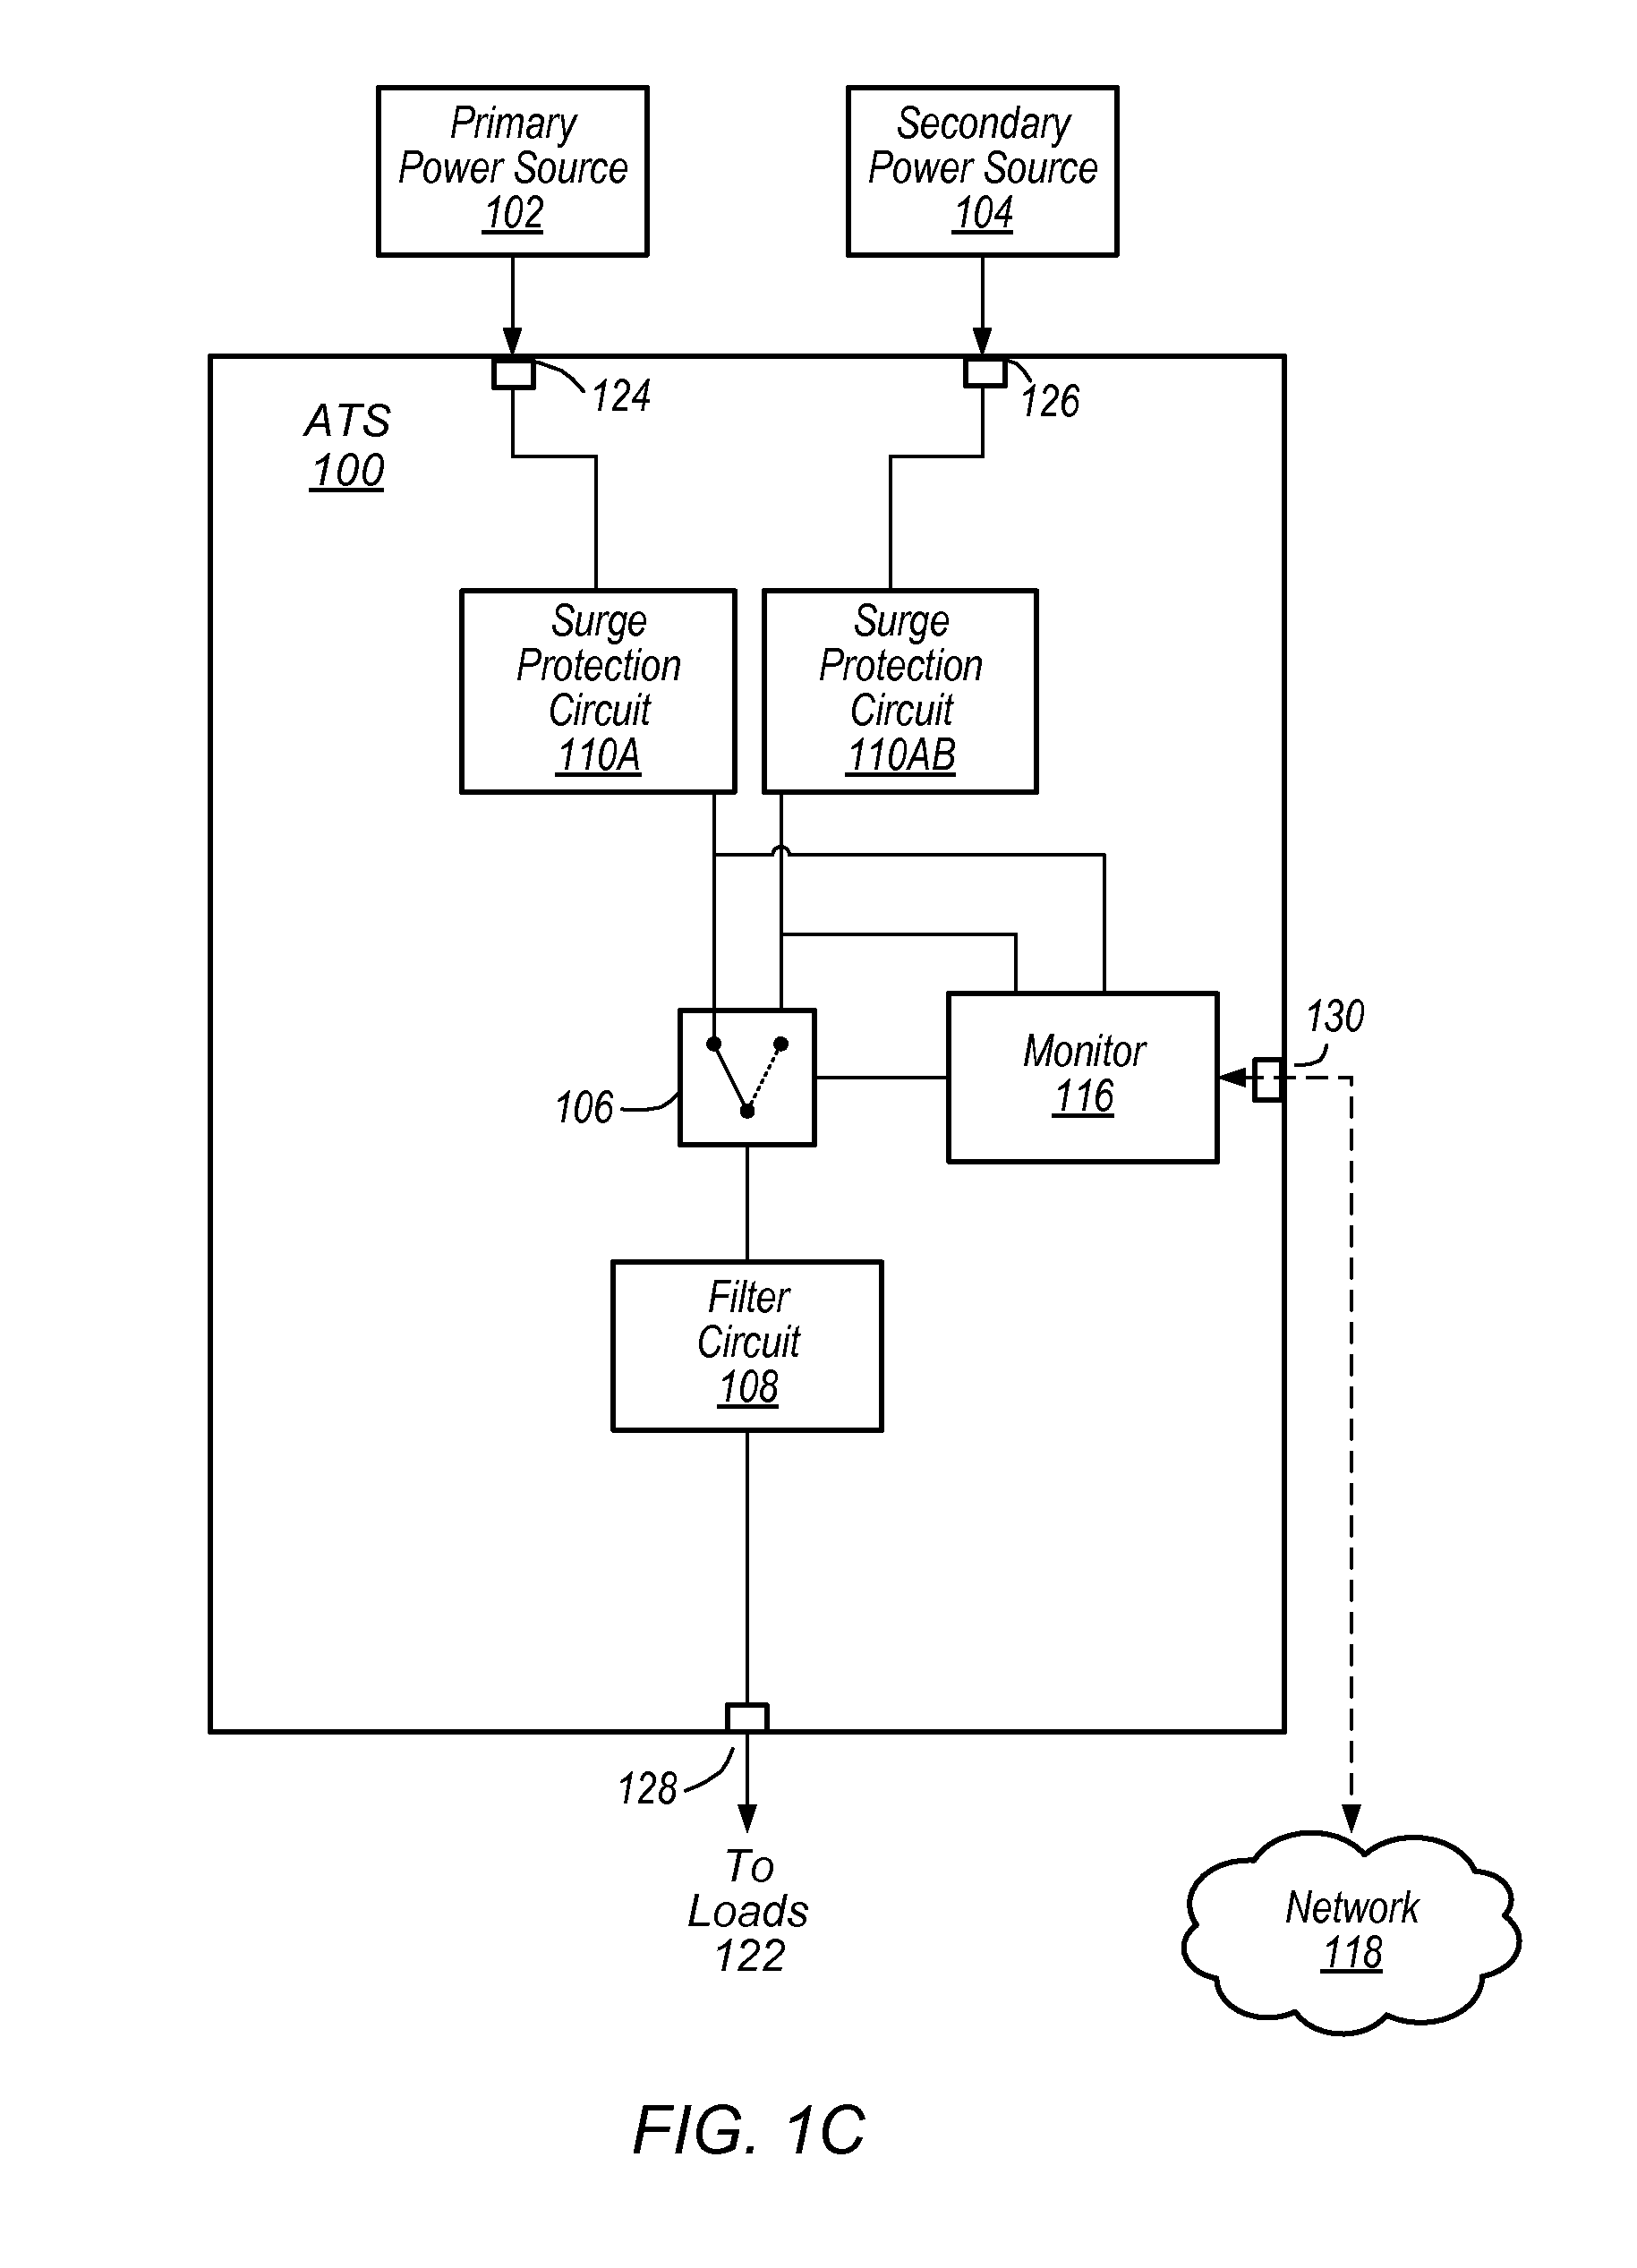 Primary
Power Source
102
Secondary
Power Source
104
124
126
ATS
100
Surge
Protection
Circuit
110A
Surge
Protection
Circuit
110AB
130
Monitor
116
106
Filter
Circuit
108
128
To
Loads
122
Network
118
FIG. 1C